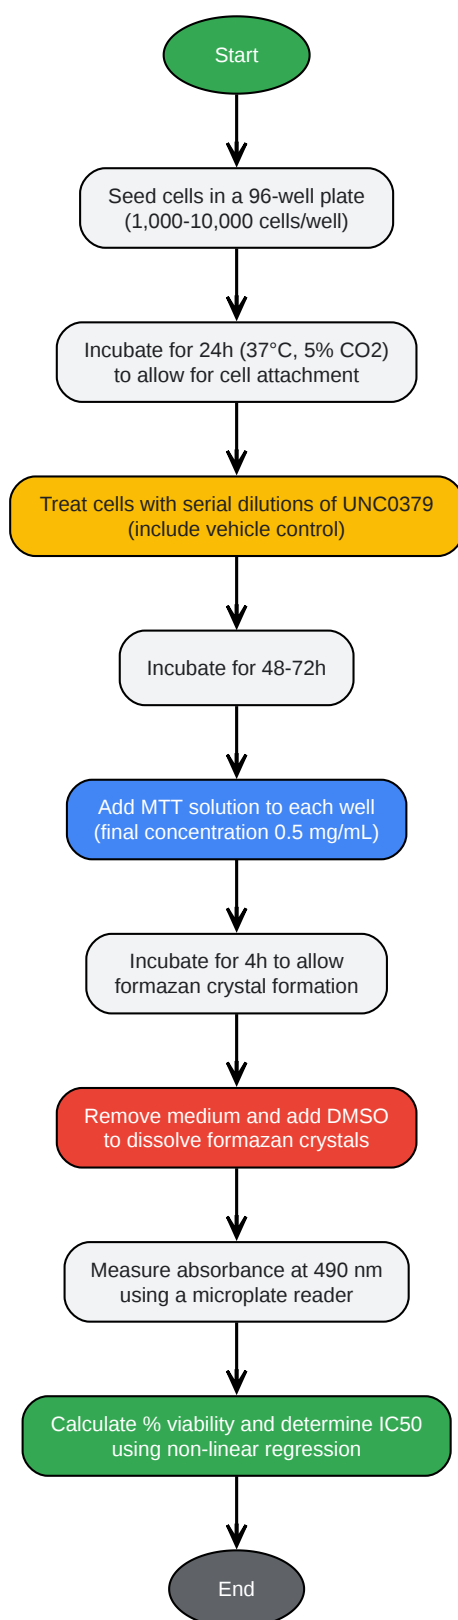 Start
Seed cells in a 96-well plate
(1,000-10,000 cells/well)
Incubate for 24h (37°C, 5% CO2)
to allow for cell attachment
Treat cells with serial dilutions of UNC0379
(include vehicle control)
Incubate for 48-72h
Add MTT solution to each well
(final concentration 0.5 mg/mL)
Incubate for 4h to allow
formazan crystal formation
Remove medium and add DMSO
to dissolve formazan crystals
Measure absorbance at 490 nm
using a microplate reader
Calculate % viability and determine IC50
using non-linear regression
End